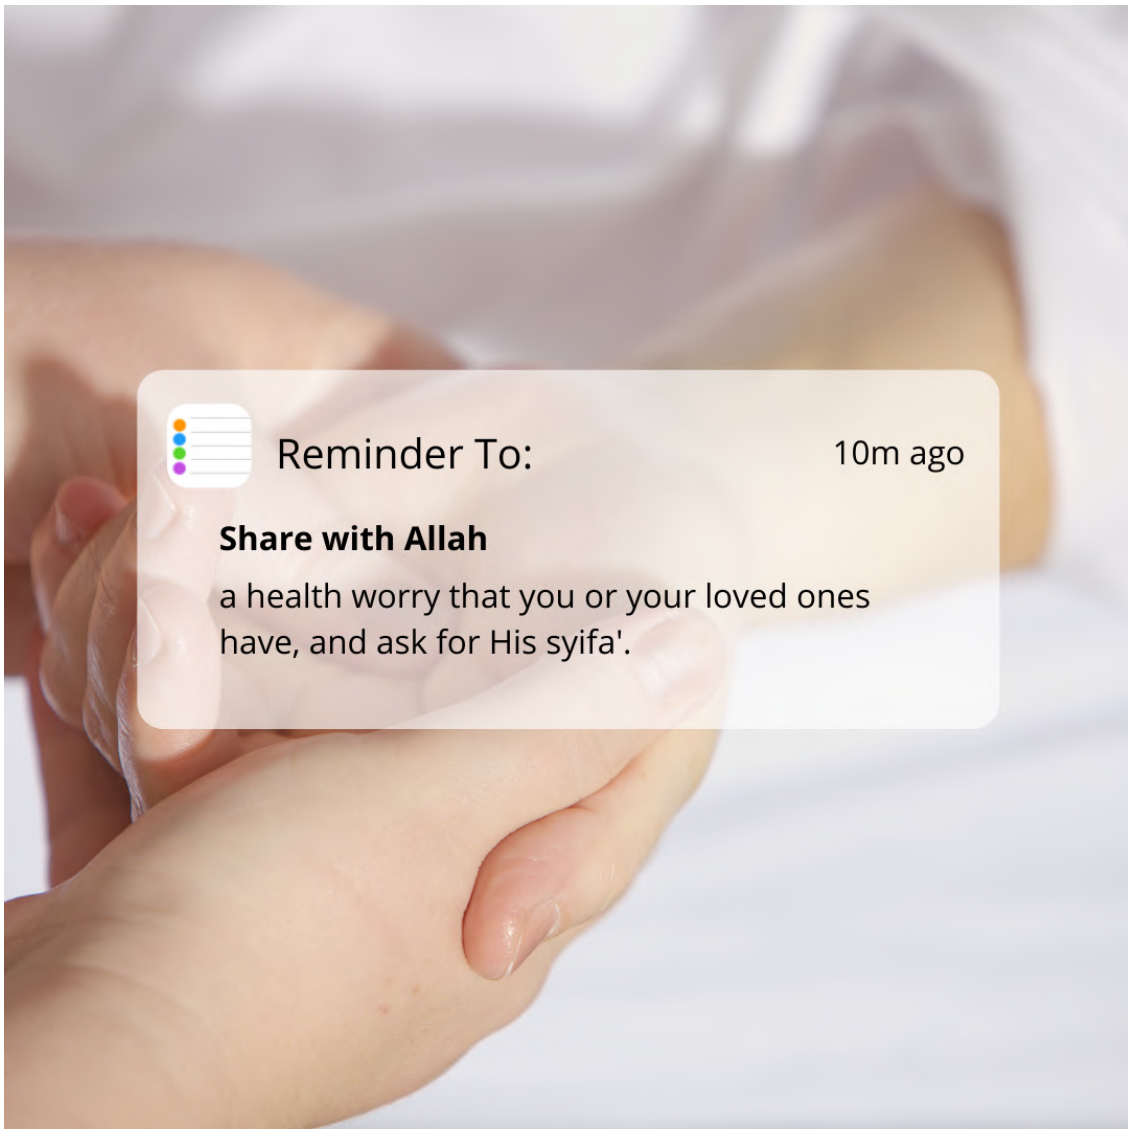 Reminder To:
10m ago
Share with Allah
a health worry that you or your loved ones
have, and ask for His syifa'.